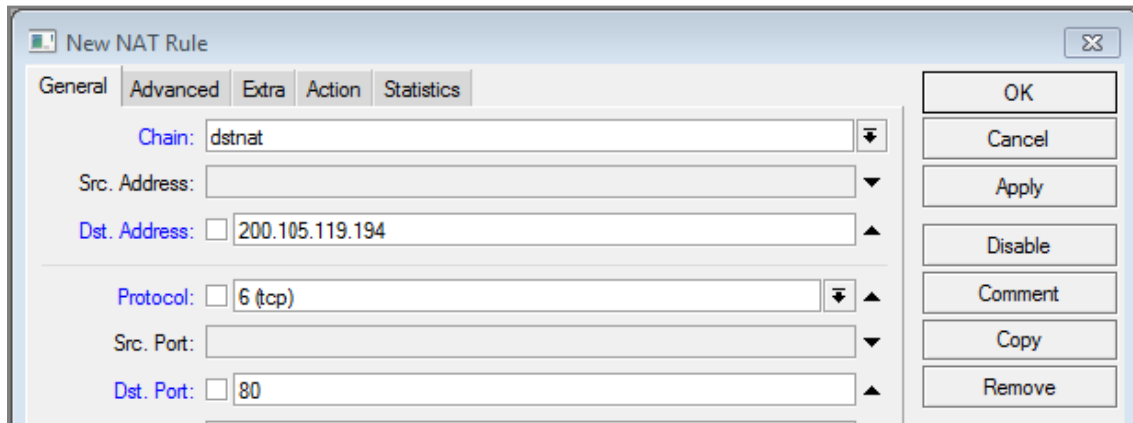 New NAT Rule
General Advanced Extra Action Statistics
OK
Chain: dstnat
Cancel
Src. Address:
Apply
Dst. Address: 200.105.119.194
Disable
Protocol: 6 (tcp)
Comment
Src. Port:
Copy
Dst. Port: 80
Remove